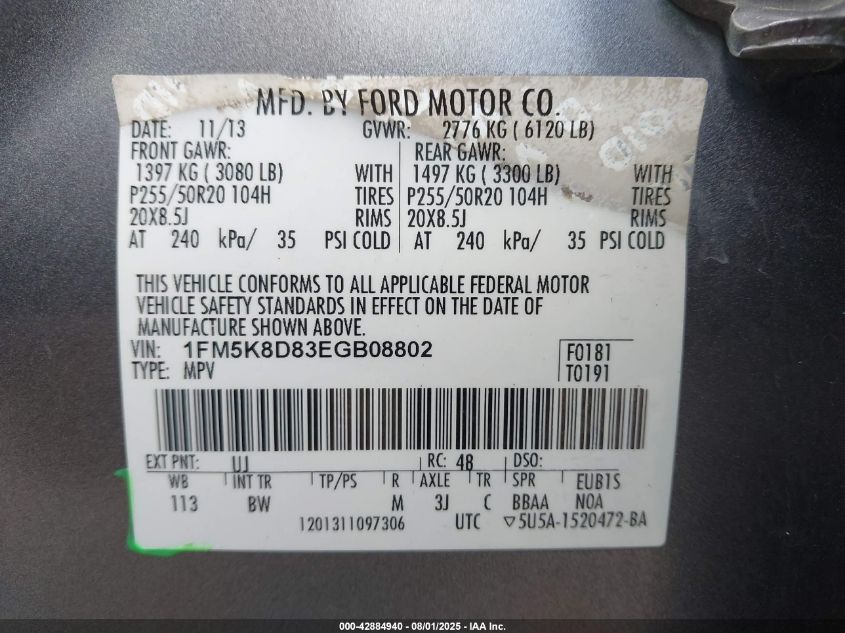 MFD. BY FORD MOTOR CO.
DATE: 11/13 GVWR: 2776 KG ( 6120 LB)
FRONT GAWR: REAR GAWR:
1397 KG ( 3080 LB) WITH 1497 KG ( 3300 LB) WITH
P255/50R20 104H TIRES P255/50R20 104H TIRES
20X8.5J RIMS 20X8.5J RIMS
AT 240 kPa/ 35 PSI COLD AT 240 kPa/ 35 PSI COLD
THIS VEHICLE CONFORMS TO ALL APPLICABLE FEDERAL MOTOR
VEHICLE SAFETY STANDARDS IN EFFECT ON THE DATE OF
MANUFACTURE SHOWN ABOVE.
VIN: 1FM5K8D83EGB08802 F0181
TYPE: MPV T0191
EXT PNT: UJ RC: 48 DSO:
WB INT TR TP/PS R AXLE TR SPR EUB1S
113 BW M 3J C BBAA NOA
1201311097306 UTC ▽5U5A-1520472-BA
000-42884940 - 08/01/2025 - IAA Inc.